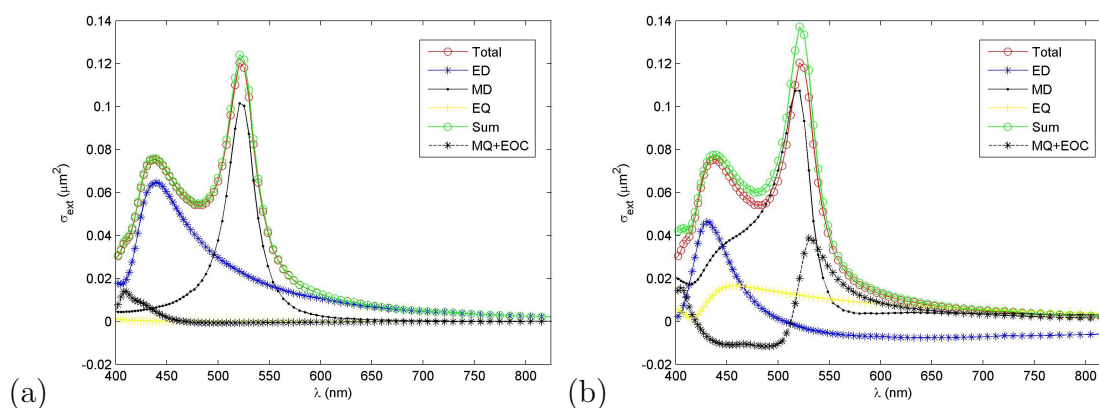 (a)
0.14
0.12
0.1
0.08
0.06
0.04
0.02
0
-0.02
σext (μm²)
400 450 500 550 600 650 700 750 800
λ (nm)
Total
ED
MD
EQ
Sum
MQ+EOC
(b)
0.14
0.12
0.1
0.08
0.06
0.04
0.02
0
-0.02
σext (μm²)
400 450 500 550 600 650 700 750 800
λ (nm)
Total
ED
MD
EQ
Sum
MQ+EOC